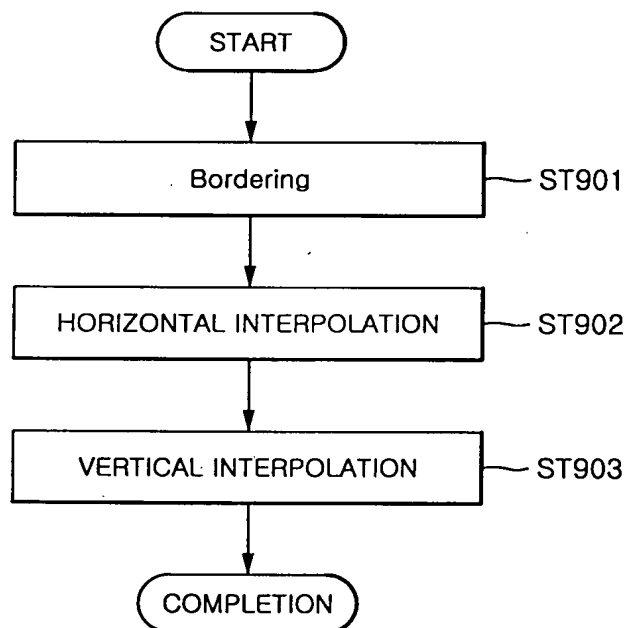 START
Bordering
ST901
HORIZONTAL INTERPOLATION
ST902
VERTICAL INTERPOLATION
ST903
COMPLETION